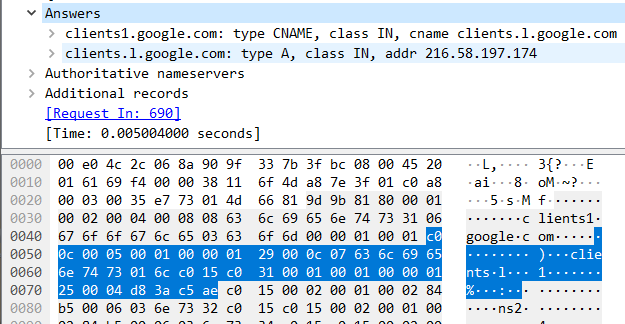 Answers
clients1.google.com: type CNAME, class IN, cname clients.l.google.com
clients.l.google.com: type A, class IN, addr 216.58.197.174
Authoritative nameservers
Additional records
[Request In: 690]
[Time: 0.005004000 seconds]
0000 00 e0 4c 2c 06 8a 90 9f 33 7b 3f bc 08 00 45 20 ··L,···· 3{?···E
0010 01 61 69 f4 00 00 38 11 6f 4d a8 7e 3f 01 c0 a8 ·ai···8· oM·~?···
0020 00 03 00 35 e7 73 01 4d 66 81 9d 9b 81 80 00 01 ···5·s·M f·······
0030 00 02 00 04 00 08 08 63 6c 69 65 6e 74 73 31 06 ·······c lients1·
0040 67 6f 6f 67 6c 65 03 63 6f 6d 00 00 01 00 01 c0 google·c om······
0050 0c 00 05 00 01 00 00 01 29 00 0c 07 63 6c 69 65 ········ )···clie
0060 6e 74 73 01 6c c0 15 c0 31 00 01 00 01 00 00 01 nts·l··· 1·······
0070 25 00 04 d8 3a c5 ae c0 15 00 02 00 01 00 02 84 %···:··· ········
0080 b5 00 06 03 6e 73 32 c0 15 c0 15 00 02 00 01 00 ····ns2· ········